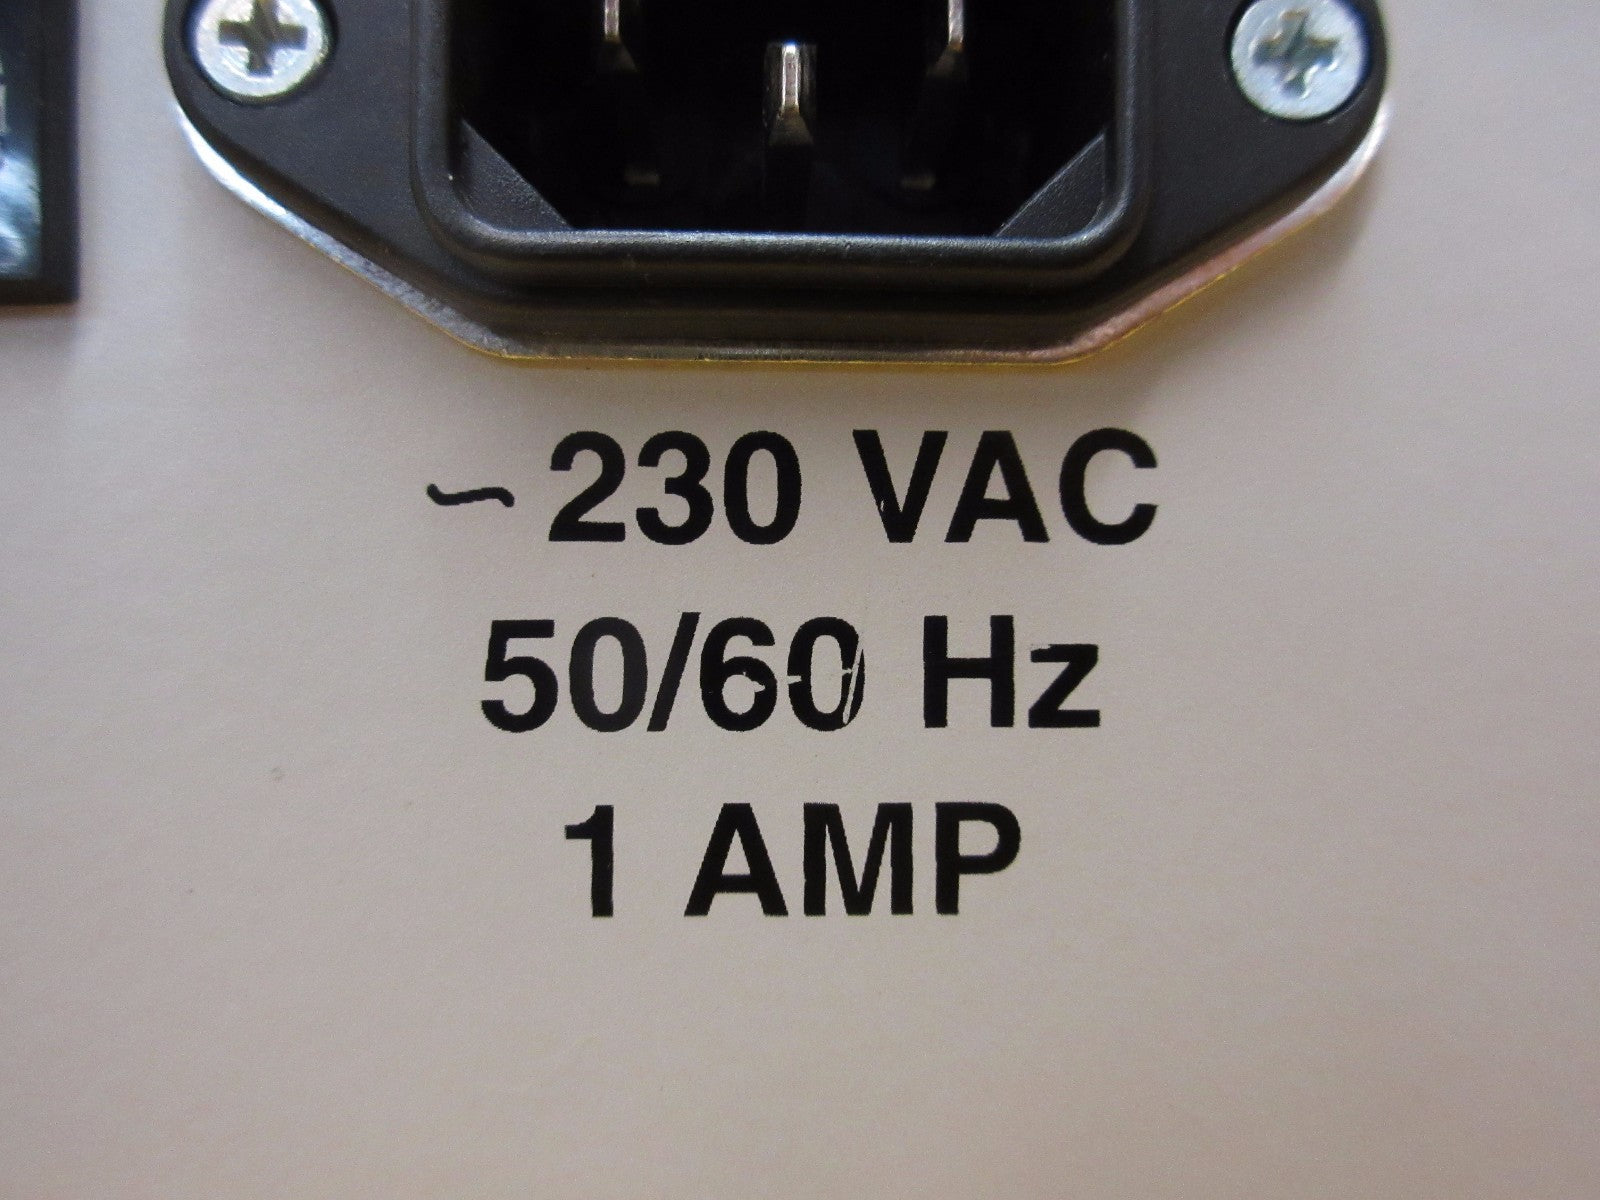 ~ 230 VAC
50/60 Hz
1 AMP